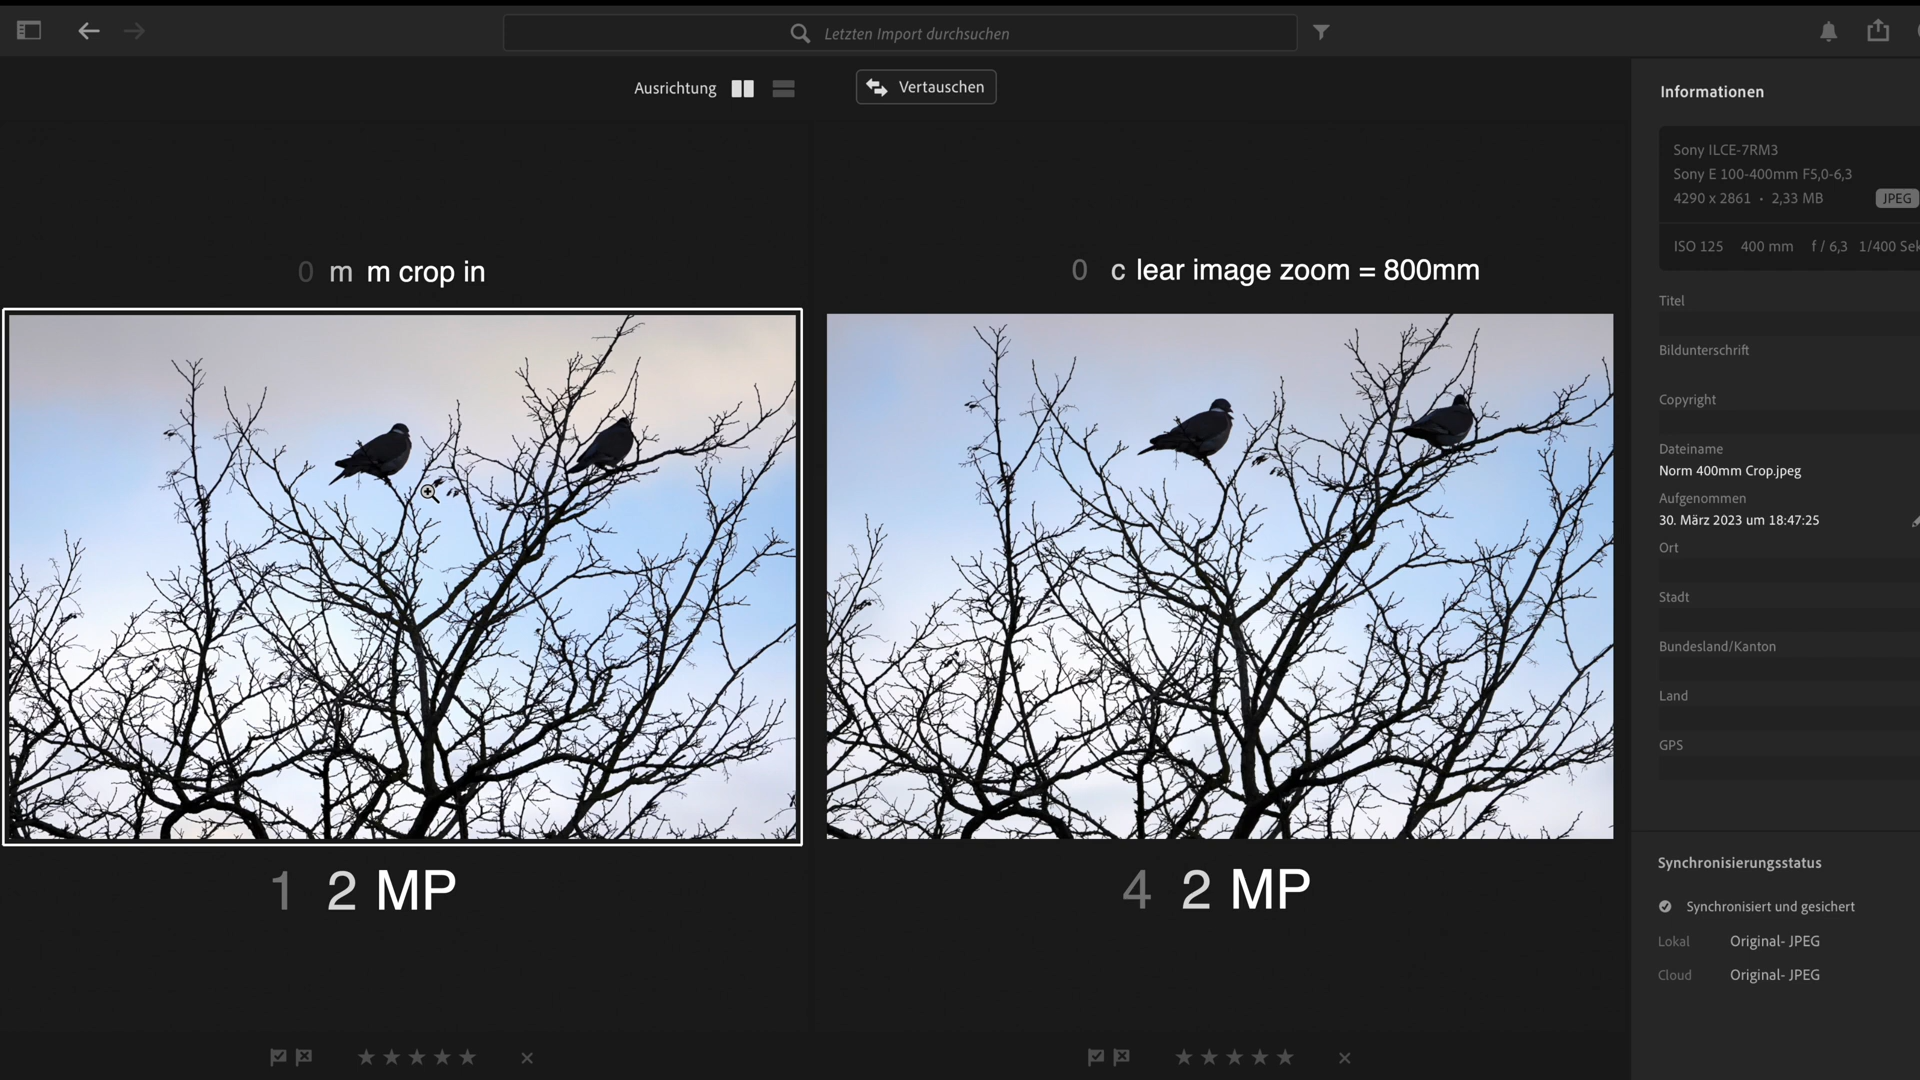 Letzten Import durchsuchen
Ausrichtung
Vertauschen
Informationen
Sony ILCE-7RM3
Sony E 100-400mm F5,0-6,3
4290 x 2861 • 2,33 MB JPEG
ISO 125 400 mm f / 6,3 1/400 Sek
0 m m crop in
0 c lear image zoom = 800mm
Titel
Bildunterschrift
Copyright
Dateiname
Norm 400mm Crop.jpeg
Aufgenommen
30. März 2023 um 18:47:25
Ort
Stadt
Bundesland/Kanton
Land
GPS
1 2 MP
4 2 MP
Synchronisierungsstatus
Synchronisiert und gesichert
Lokal Original- JPEG
Cloud Original- JPEG